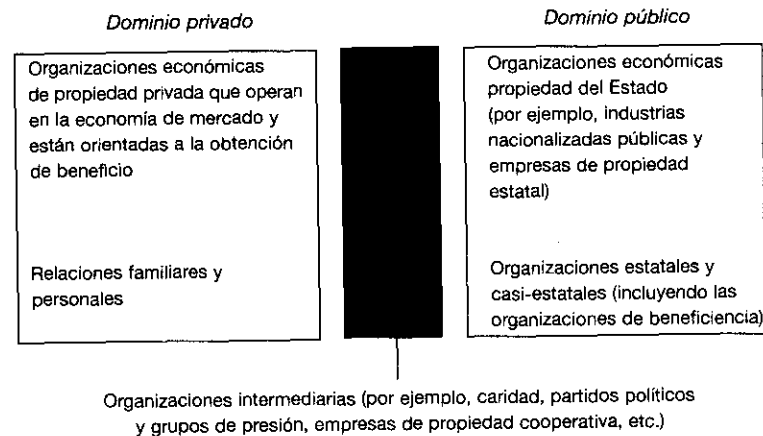 Dominio privado
Dominio público
Organizaciones económicas
de propiedad privada que operan
en la economía de mercado y
están orientadas a la obtención
de beneficio
Relaciones familiares y
personales
Organizaciones económicas
propiedad del Estado
(por ejemplo, industrias
nacionalizadas públicas y
empresas de propiedad
estatal)
Organizaciones estatales y
casi-estatales (incluyendo las
organizaciones de beneficiencia)
Organizaciones intermediarias (por ejemplo, caridad, partidos políticos
y grupos de presión, empresas de propiedad cooperativa, etc.)